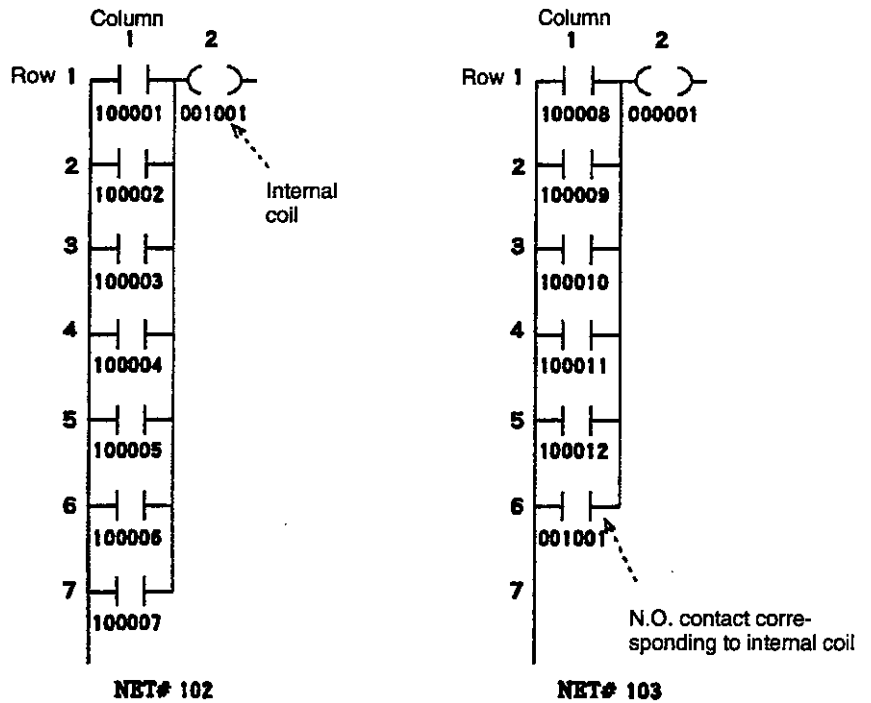 Column
1 2
Row 1
100001 001001
2
100002
Internal
coil
3
100003
4
100004
5
100005
6
100006
7
100007
NET# 102
Column
1 2
Row 1
100008 000001
2
100009
3
100010
4
100011
5
100012
6
001001
7
N.O. contact corre-
sponding to internal coil
NET# 103